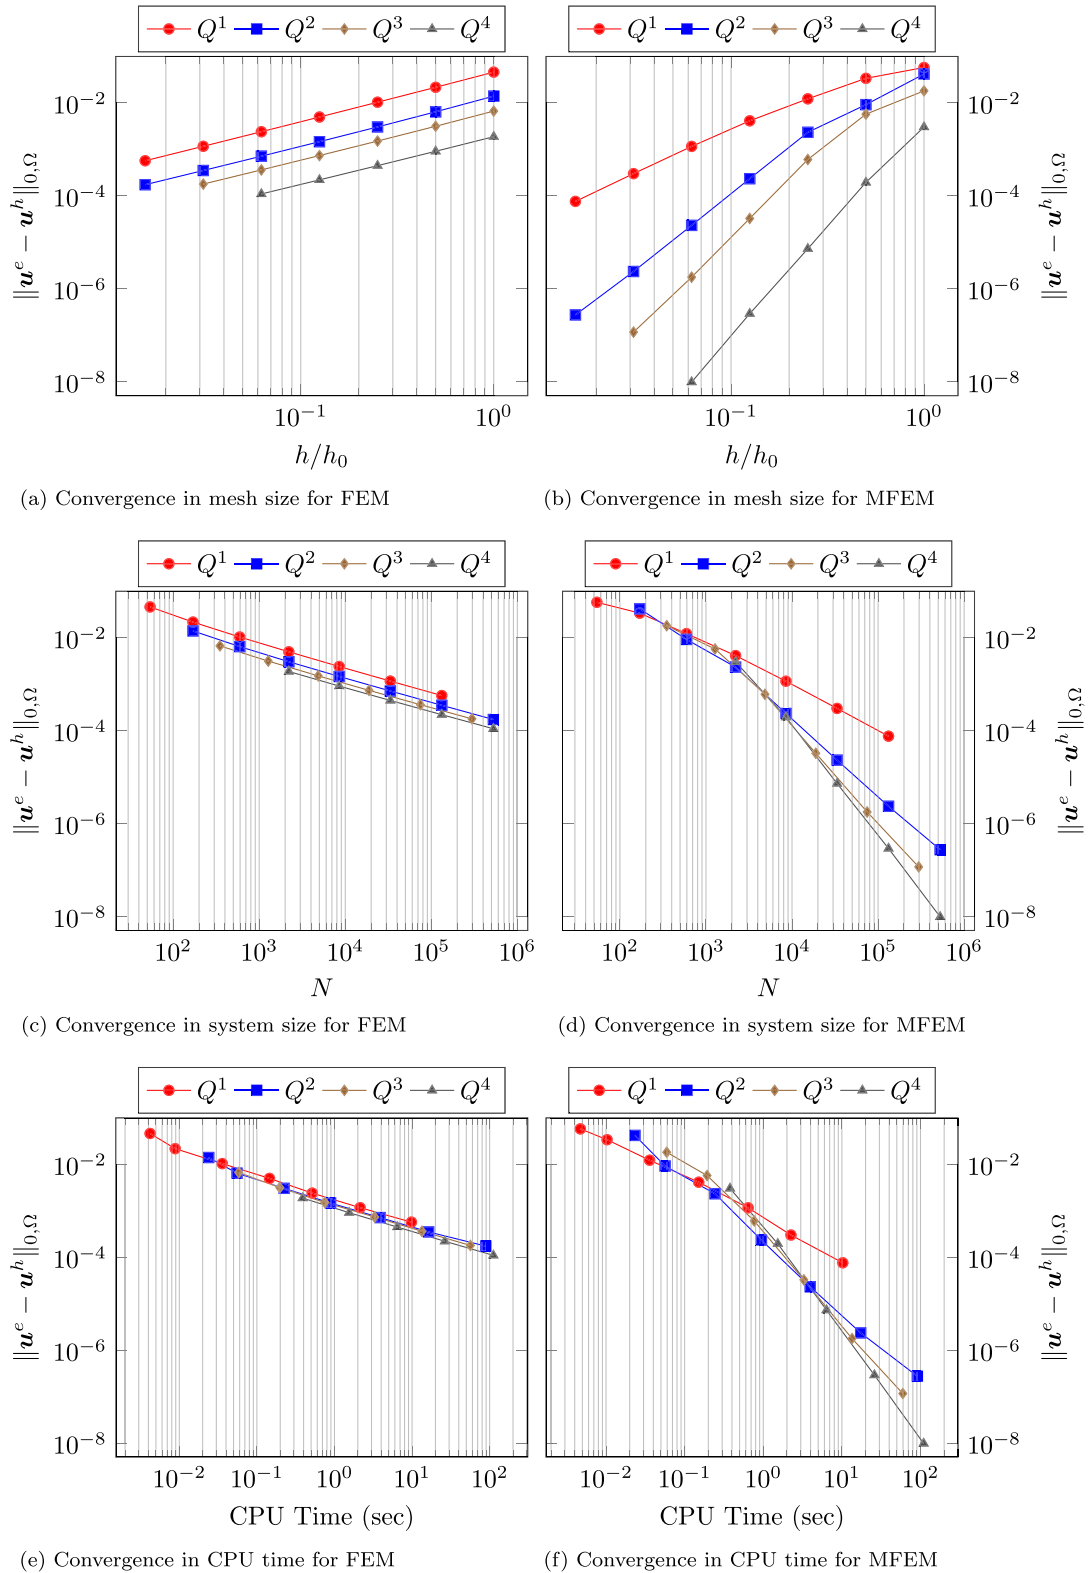 Q^1 Q^2 Q^3 Q^4
10^{-2}
10^{-4}
10^{-6}
10^{-8}
‖u^e − u^h‖_{0,Ω}
10^{-1} 10^0
h/h_0
(a) Convergence in mesh size for FEM
Q^1 Q^2 Q^3 Q^4
10^{-2}
10^{-4}
10^{-6}
10^{-8}
‖u^e − u^h‖_{0,Ω}
10^{-1} 10^0
h/h_0
(b) Convergence in mesh size for MFEM
Q^1 Q^2 Q^3 Q^4
10^{-2}
10^{-4}
10^{-6}
10^{-8}
‖u^e − u^h‖_{0,Ω}
10^2 10^3 10^4 10^5 10^6
N
(c) Convergence in system size for FEM
Q^1 Q^2 Q^3 Q^4
10^{-2}
10^{-4}
10^{-6}
10^{-8}
‖u^e − u^h‖_{0,Ω}
10^2 10^3 10^4 10^5 10^6
N
(d) Convergence in system size for MFEM
Q^1 Q^2 Q^3 Q^4
10^{-2}
10^{-4}
10^{-6}
10^{-8}
‖u^e − u^h‖_{0,Ω}
10^{-2} 10^{-1} 10^0 10^1 10^2
CPU Time (sec)
(e) Convergence in CPU time for FEM
Q^1 Q^2 Q^3 Q^4
10^{-2}
10^{-4}
10^{-6}
10^{-8}
‖u^e − u^h‖_{0,Ω}
10^{-2} 10^{-1} 10^0 10^1 10^2
CPU Time (sec)
(f) Convergence in CPU time for MFEM